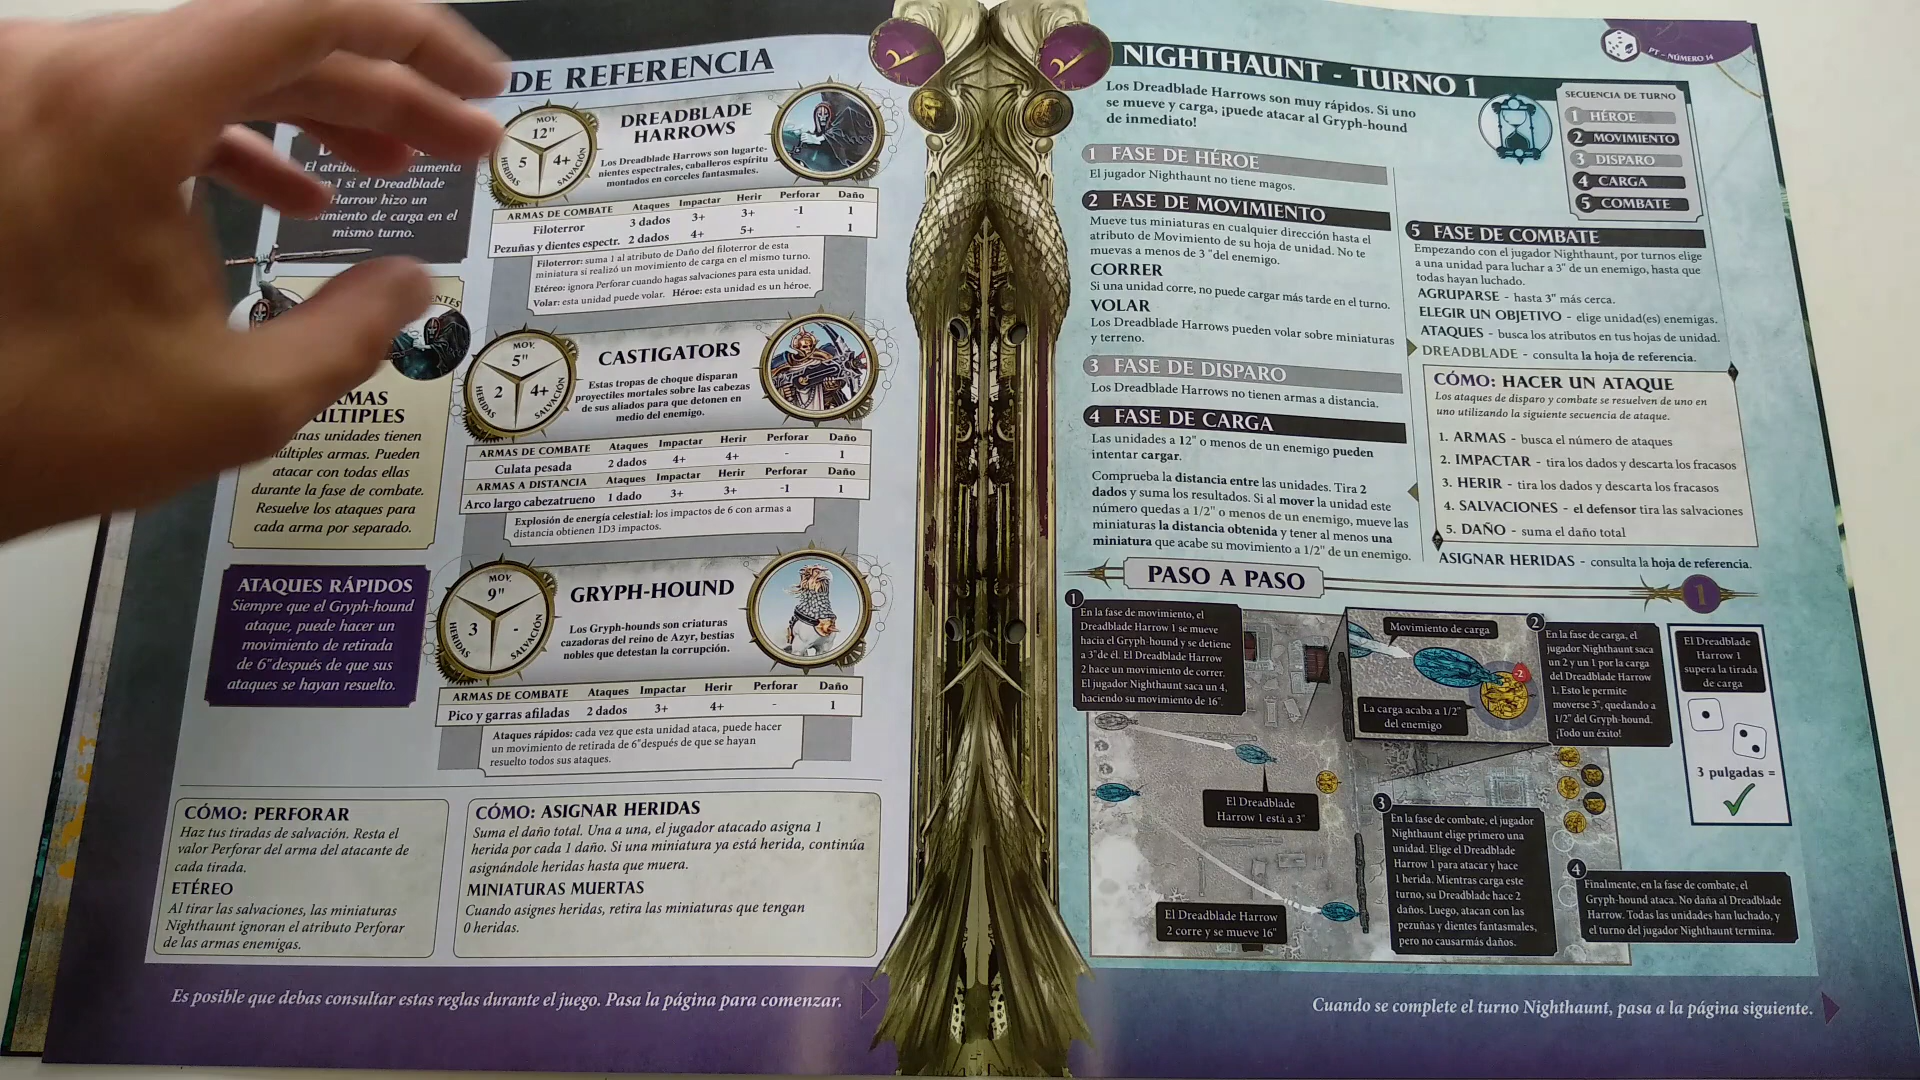 DE REFERENCIA
El atrib
aumenta
1 si el Dreadblade
Harrow hizo un
movimiento de carga en el
mismo turno.
MÚLTIPLES
unidades tienen
múltiples armas. Pueden
atacar con todas ellas
durante la fase de combate.
Resuelve los ataques para
cada arma por separado.
ATAQUES RÁPIDOS
Siempre que el Gryph-hound
ataque, puede hacer un
movimiento de retirada
de 6"después de que sus
ataques se hayan resuelto.
MOV.
12"
5
4+
HERIDAS
SALVACIÓN
DREADBLADE
HARROWS
Los Dreadblade Harrows son lugarte-
nientes espectrales, caballeros espíritu
montados en corceles fantasmales.
ARMAS DE COMBATE Ataques Impactar Herir Perforar Daño
Filoterror 3 dados 3+ 3+ -1 1
Pezuñas y dientes espectr. 2 dados 4+ 5+ - 1
Filoterror: suma 1 al atributo de Daño del filoterror de esta
miniatura si realizó un movimiento de carga en el mismo turno.
Etéreo: ignora Perforar cuando hagas salvaciones para esta unidad.
Volar: esta unidad puede volar. Héroe: esta unidad es un héroe.
MOV.
5"
2
4+
HERIDAS
SALVACIÓN
CASTIGATORS
Estas tropas de choque disparan
proyectiles mortales sobre las cabezas
de sus aliados para que detonen en
medio del enemigo.
ARMAS DE COMBATE Ataques Impactar Herir Perforar Daño
Culata pesada 2 dados 4+ 4+ - 1
ARMAS A DISTANCIA Ataques Impactar Herir Perforar Daño
Arco largo cabezatrueno 1 dado 3+ 3+ -1 1
Explosión de energía celestial: los impactos de 6 con armas a
distancia obtienen 1D3 impactos.
MOV.
9"
3
-
HERIDAS
SALVACIÓN
GRYPH-HOUND
Los Gryph-hounds son criaturas
cazadoras del reino de Azyr, bestias
nobles que detestan la corrupción.
ARMAS DE COMBATE Ataques Impactar Herir Perforar Daño
Pico y garras afiladas 2 dados 3+ 4+ - 1
Ataques rápidos: cada vez que esta unidad ataca, puede hacer
un movimiento de retirada de 6"después de que se hayan
resuelto todos sus ataques.
CÓMO: PERFORAR
Haz tus tiradas de salvación. Resta el
valor Perforar del arma del atacante de
cada tirada.
ETÉREO
Al tirar las salvaciones, las miniaturas
Nighthaunt ignoran el atributo Perforar
de las armas enemigas.
CÓMO: ASIGNAR HERIDAS
Suma el daño total. Una a una, el jugador atacado asigna 1
herida por cada 1 daño. Si una miniatura ya está herida, continúa
asignándole heridas hasta que muera.
MINIATURAS MUERTAS
Cuando asignes heridas, retira las miniaturas que tengan
0 heridas.
Es posible que debas consultar estas reglas durante el juego. Pasa la página para comenzar.
NIGHTHAUNT - TURNO 1
PT - NÚMERO 14
Los Dreadblade Harrows son muy rápidos. Si uno
se mueve y carga, ¡puede atacar al Gryph-hound
de inmediato!
SECUENCIA DE TURNO
1 HÉROE
2 MOVIMIENTO
3 DISPARO
4 CARGA
5 COMBATE
1 FASE DE HÉROE
El jugador Nighthaunt no tiene magos.
2 FASE DE MOVIMIENTO
Mueve tus miniaturas en cualquier dirección hasta el
atributo de Movimiento de su hoja de unidad. No te
muevas a menos de 3 "del enemigo.
CORRER
Si una unidad corre, no puede cargar más tarde en el turno.
VOLAR
Los Dreadblade Harrows pueden volar sobre miniaturas
y terreno.
3 FASE DE DISPARO
Los Dreadblade Harrows no tienen armas a distancia.
4 FASE DE CARGA
Las unidades a 12" o menos de un enemigo pueden
intentar cargar.
Comprueba la distancia entre las unidades. Tira 2
dados y suma los resultados. Si al mover la unidad este
número quedas a 1/2" o menos de un enemigo, mueve las
miniaturas la distancia obtenida y tener al menos una
miniatura que acabe su movimiento a 1/2" de un enemigo.
5 FASE DE COMBATE
Empezando con el jugador Nighthaunt, por turnos elige
a una unidad para luchar a 3" de un enemigo, hasta que
todas hayan luchado.
AGRUPARSE - hasta 3" más cerca.
ELEGIR UN OBJETIVO - elige unidad(es) enemigas.
ATAQUES - busca los atributos en tus hojas de unidad.
DREADBLADE - consulta la hoja de referencia.
CÓMO: HACER UN ATAQUE
Los ataques de disparo y combate se resuelven de uno en
uno utilizando la siguiente secuencia de ataque.
1. ARMAS - busca el número de ataques
2. IMPACTAR - tira los dados y descarta los fracasos
3. HERIR - tira los dados y descarta los fracasos
4. SALVACIONES - el defensor tira las salvaciones
5. DAÑO - suma el daño total
ASIGNAR HERIDAS - consulta la hoja de referencia.
PASO A PASO
1
1
En la fase de movimiento, el
Dreadblade Harrow 1 se mueve
hacia el Gryph-hound y se detiene
a 3"de él. El Dreadblade Harrow
2 hace un movimiento de correr.
El jugador Nighthaunt saca un 4,
haciendo su movimiento de 16".
Movimiento de carga
-2
La carga acaba a 1/2"
del enemigo
2
En la fase de carga, el
jugador Nighthaunt saca
un 2 y un 1 por la carga
del Dreadblade Harrow
1. Esto le permite
moverse 3", quedando a
1/2" del Gryph-hound.
¡Todo un éxito!
El Dreadblade
Harrow 1
supera la tirada
de carga
3 pulgadas =
El Dreadblade
Harrow 1 está a 3"
El Dreadblade Harrow
2 corre y se mueve 16"
3
En la fase de combate, el jugador
Nighthaunt elige primero una
unidad. Elige el Dreadblade
Harrow 1 para atacar y hace
1 herida. Mientras carga este
turno, su Dreadblade hace 2
daños. Luego, atacan con las
pezuñas y dientes fantasmales,
pero no causarmás daños.
4
Finalmente, en la fase de combate, el
Gryph-hound ataca. No daña al Dreadblade
Harrow. Todas las unidades han luchado, y
el turno del jugador Nighthaunt termina.
Cuando se complete el turno Nighthaunt, pasa a la página siguiente.